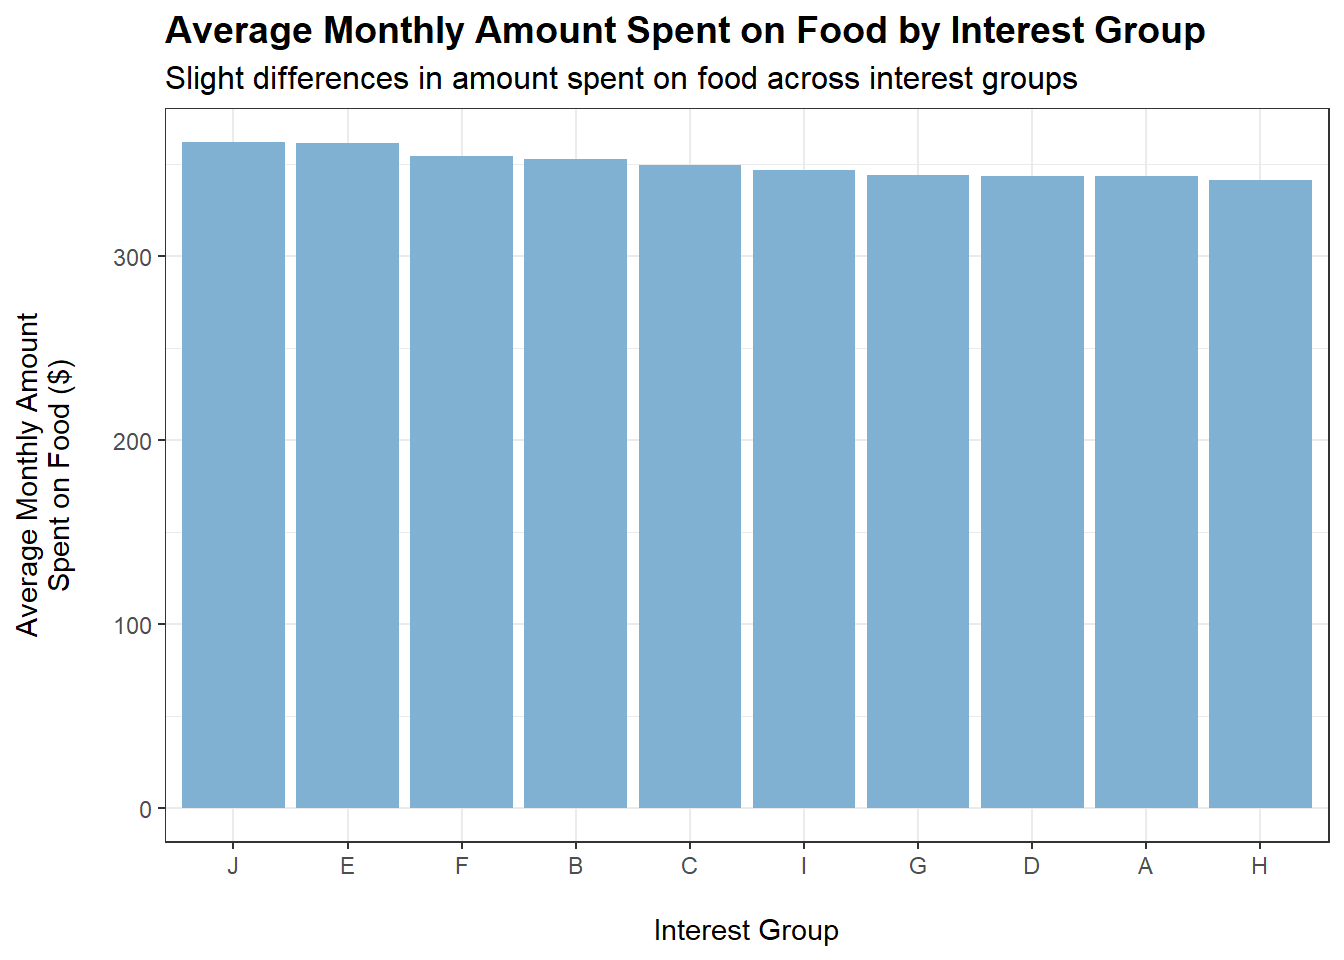 Average Monthly Amount Spent on Food by Interest Group
Slight differences in amount spent on food across interest groups
Average Monthly Amount
Spent on Food ($)
300
200
100
0
J E F B C I G D A H
Interest Group